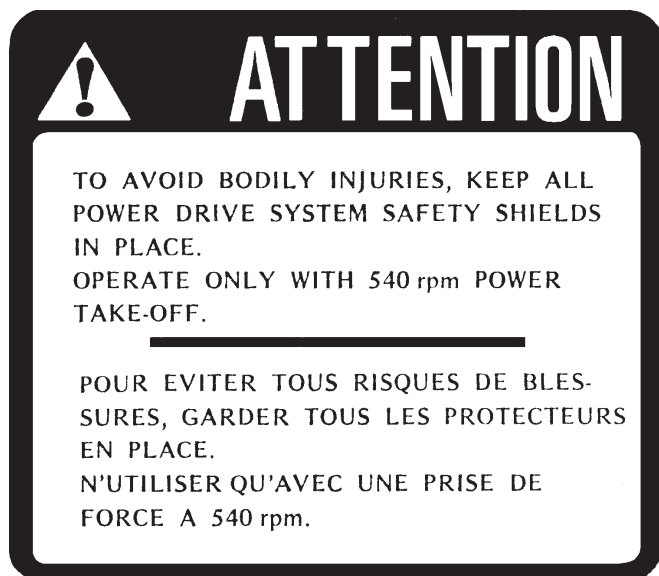 ATTENTION
TO AVOID BODILY INJURIES, KEEP ALL
POWER DRIVE SYSTEM SAFETY SHIELDS
IN PLACE.
OPERATE ONLY WITH 540 rpm POWER
TAKE-OFF.
POUR EVITER TOUS RISQUES DE BLES-
SURES, GARDER TOUS LES PROTECTEURS
EN PLACE.
N'UTILISER QU'AVEC UNE PRISE DE
FORCE A 540 rpm.